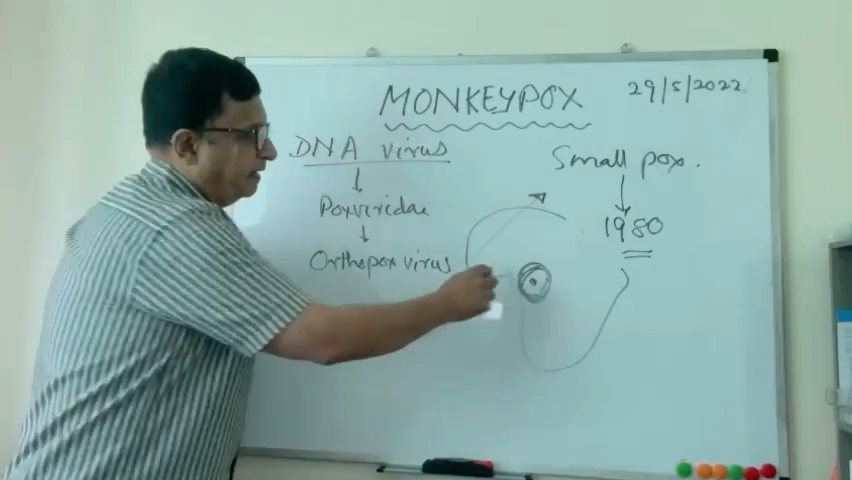 MONKEYPOX
29/5/2022
DNA virus
Poxviridae
Orthopox virus
Small pox.
1980